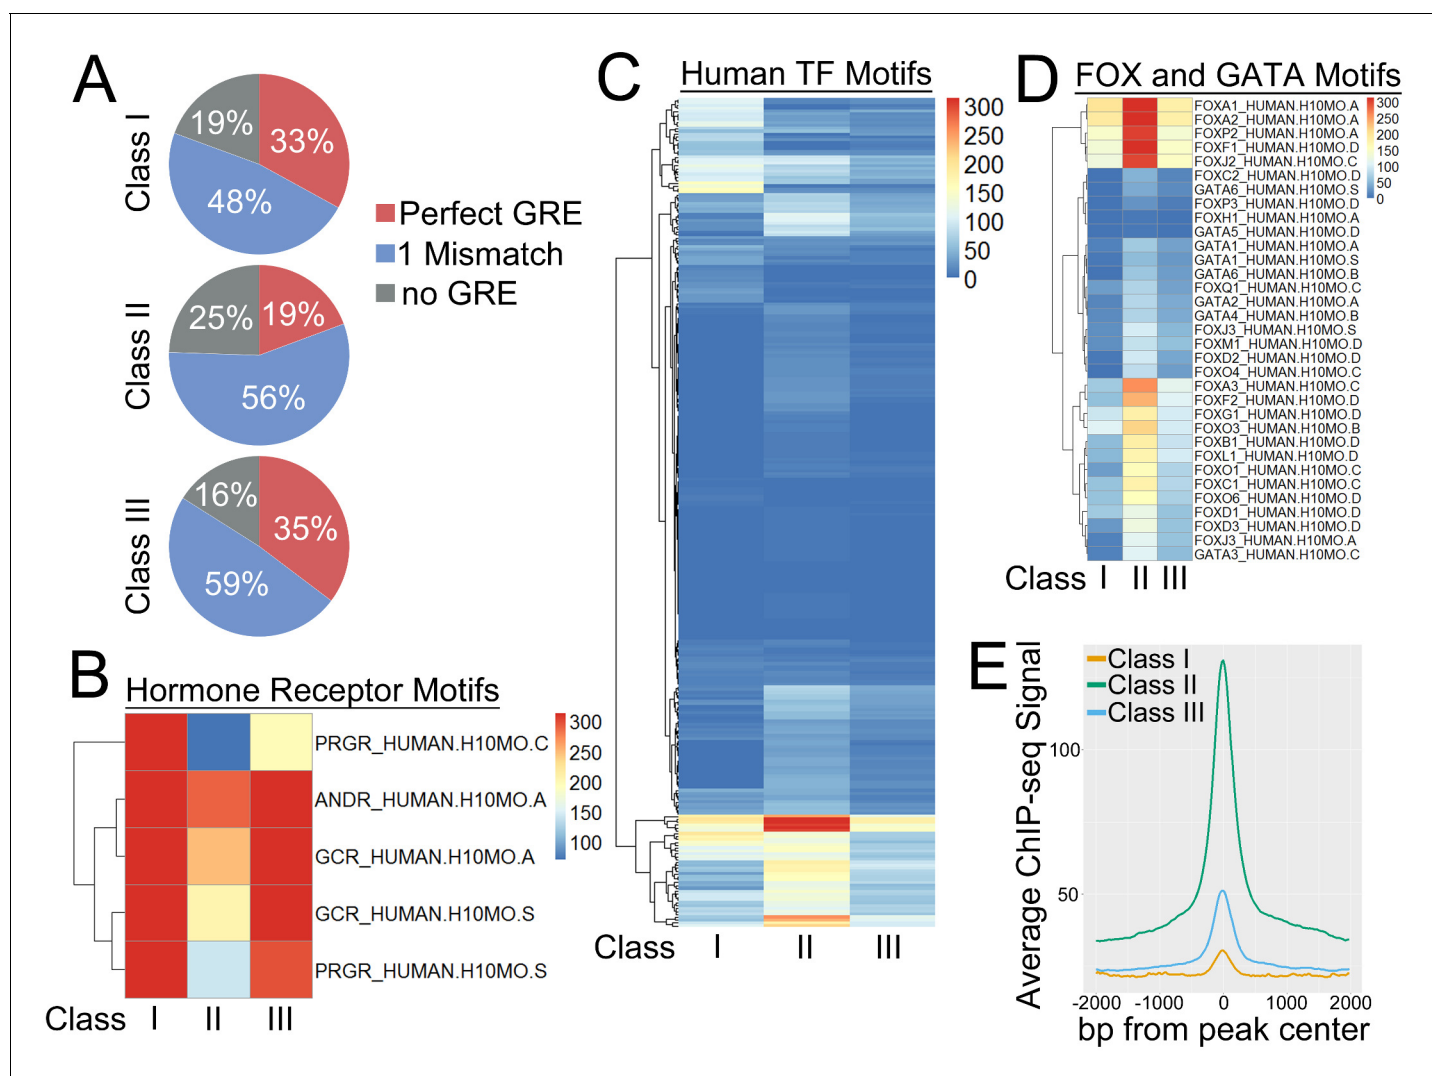 A
Class I
19%
33%
48%
Class II
25%
19%
56%
Class III
16%
35%
59%
Perfect GRE
1 Mismatch
no GRE
B
Hormone Receptor Motifs
PRGR_HUMAN.H10MO.C
ANDR_HUMAN.H10MO.A
GCR_HUMAN.H10MO.A
GCR_HUMAN.H10MO.S
PRGR_HUMAN.H10MO.S
300
250
200
150
100
Class I II III
C
Human TF Motifs
300
250
200
150
100
50
0
Class I II III
D
FOX and GATA Motifs
FOXA1_HUMAN.H10MO.A
FOXA2_HUMAN.H10MO.A
FOXP2_HUMAN.H10MO.A
FOXF1_HUMAN.H10MO.D
FOXJ2_HUMAN.H10MO.C
FOXC2_HUMAN.H10MO.D
GATA6_HUMAN.H10MO.S
FOXP3_HUMAN.H10MO.D
FOXH1_HUMAN.H10MO.A
GATA5_HUMAN.H10MO.D
GATA1_HUMAN.H10MO.A
GATA1_HUMAN.H10MO.S
GATA6_HUMAN.H10MO.B
FOXQ1_HUMAN.H10MO.C
GATA2_HUMAN.H10MO.A
GATA4_HUMAN.H10MO.B
FOXJ3_HUMAN.H10MO.S
FOXM1_HUMAN.H10MO.D
FOXD2_HUMAN.H10MO.D
FOXO4_HUMAN.H10MO.C
FOXA3_HUMAN.H10MO.C
FOXF2_HUMAN.H10MO.D
FOXG1_HUMAN.H10MO.D
FOXO3_HUMAN.H10MO.B
FOXB1_HUMAN.H10MO.D
FOXL1_HUMAN.H10MO.D
FOXO1_HUMAN.H10MO.C
FOXC1_HUMAN.H10MO.C
FOXO6_HUMAN.H10MO.D
FOXD1_HUMAN.H10MO.D
FOXD3_HUMAN.H10MO.D
FOXJ3_HUMAN.H10MO.A
GATA3_HUMAN.H10MO.C
300
250
200
150
100
50
0
Class I II III
E
Average ChIP-seq Signal
Class I
Class II
Class III
100
50
-2000 -1000 0 1000 2000
bp from peak center